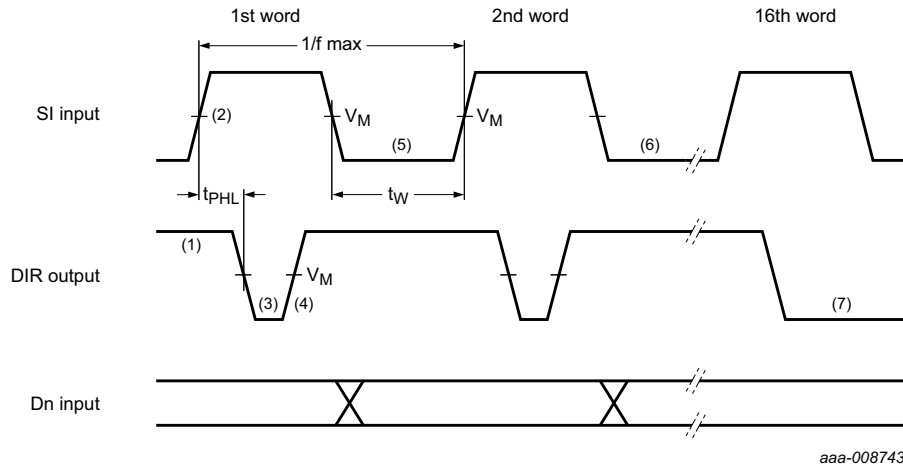 1st word 2nd word 16th word
1/f max
SI input
(2) V_M V_M
(5) (6)
t_PHL t_W
(1)
DIR output
V_M
(3) (4) (7)
Dn input
aaa-008743